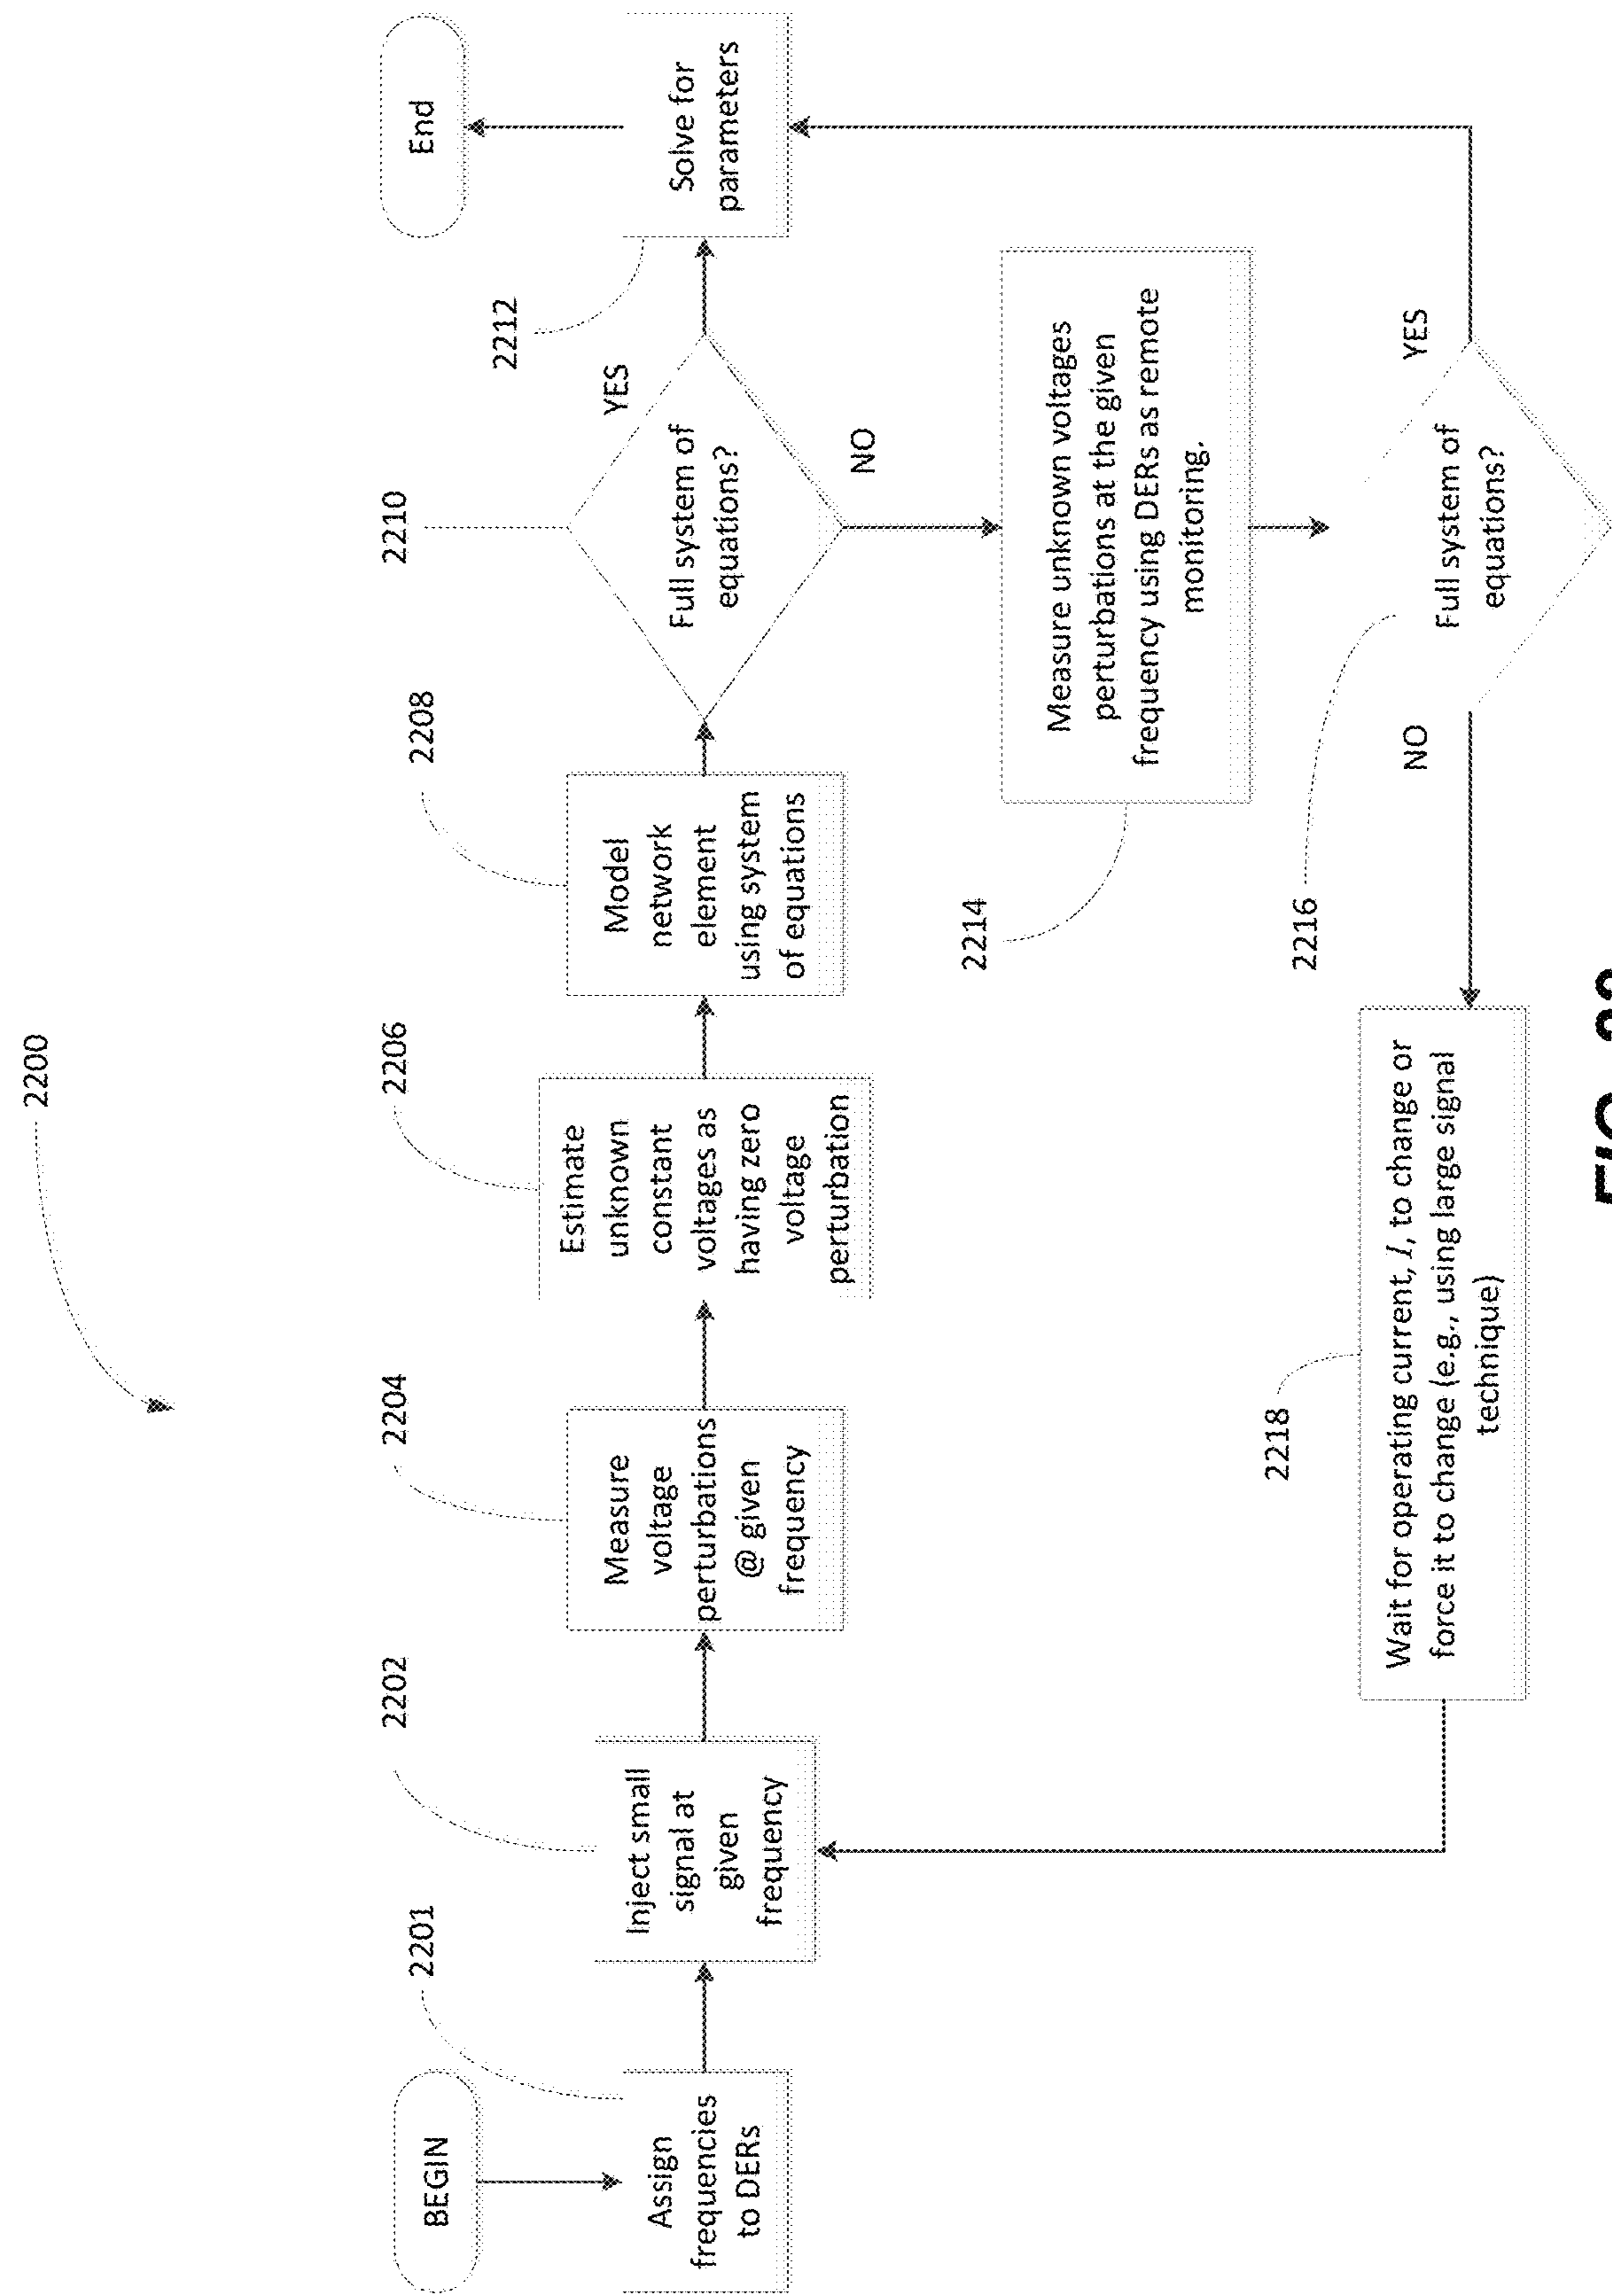 2200
BEGIN
2201
Assign
frequencies
to DERs
2202
Inject small
signal at
given
frequency
2204
Measure
voltage
perturbations
@ given
frequency
2206
Estimate
unknown
constant
voltages as
having zero
voltage
perturbation
2208
Model
network
element
using system
of equations
2210
Full system of
equations?
YES
NO
2212
Solve for
parameters
End
2214
Measure unknown voltages
perturbations at the given
frequency using DERs as remote
monitoring.
2216
Full system of
equations?
YES
NO
2218
Wait for operating current, I, to change or
force it to change (e.g., using large signal
technique)
FIG.